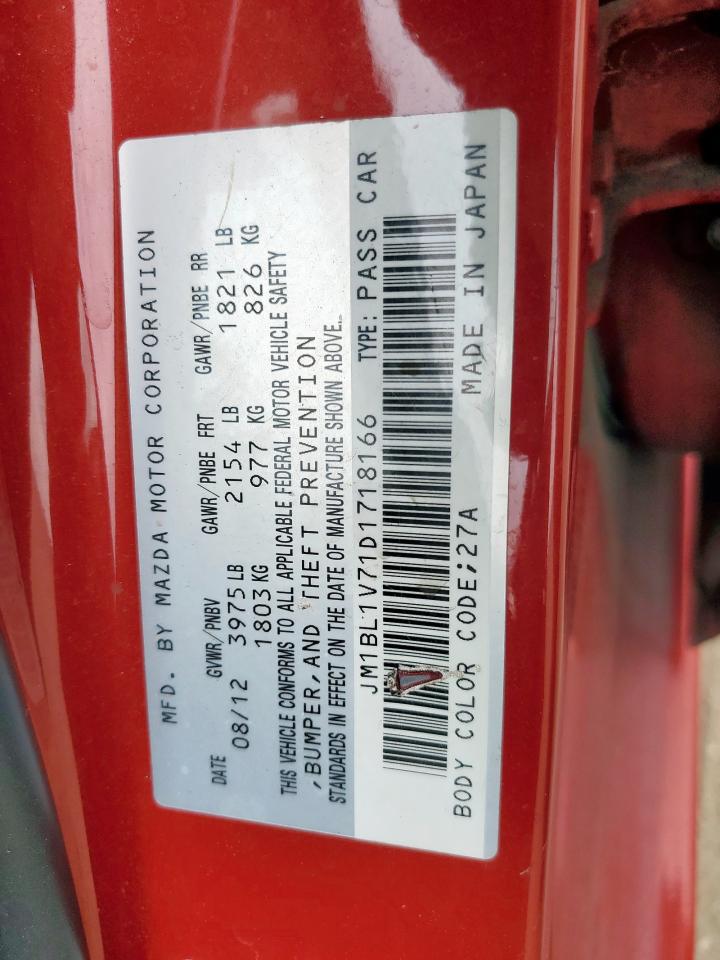 MFD. BY MAZDA MOTOR CORPORATION
DATE GVWR/PNBV GAWR/PNBE FRT GAWR/PNBE RR
08/12 3975 LB 2154 LB 1821 LB
1803 KG 977 KG 826 KG
THIS VEHICLE CONFORMS TO ALL APPLICABLE FEDERAL MOTOR VEHICLE SAFETY
,BUMPER,AND THEFT PREVENTION
STANDARDS IN EFFECT ON THE DATE OF MANUFACTURE SHOWN ABOVE.
JM1BL1V71D1718166 TYPE: PASS CAR
BODY COLOR CODE;27A MADE IN JAPAN